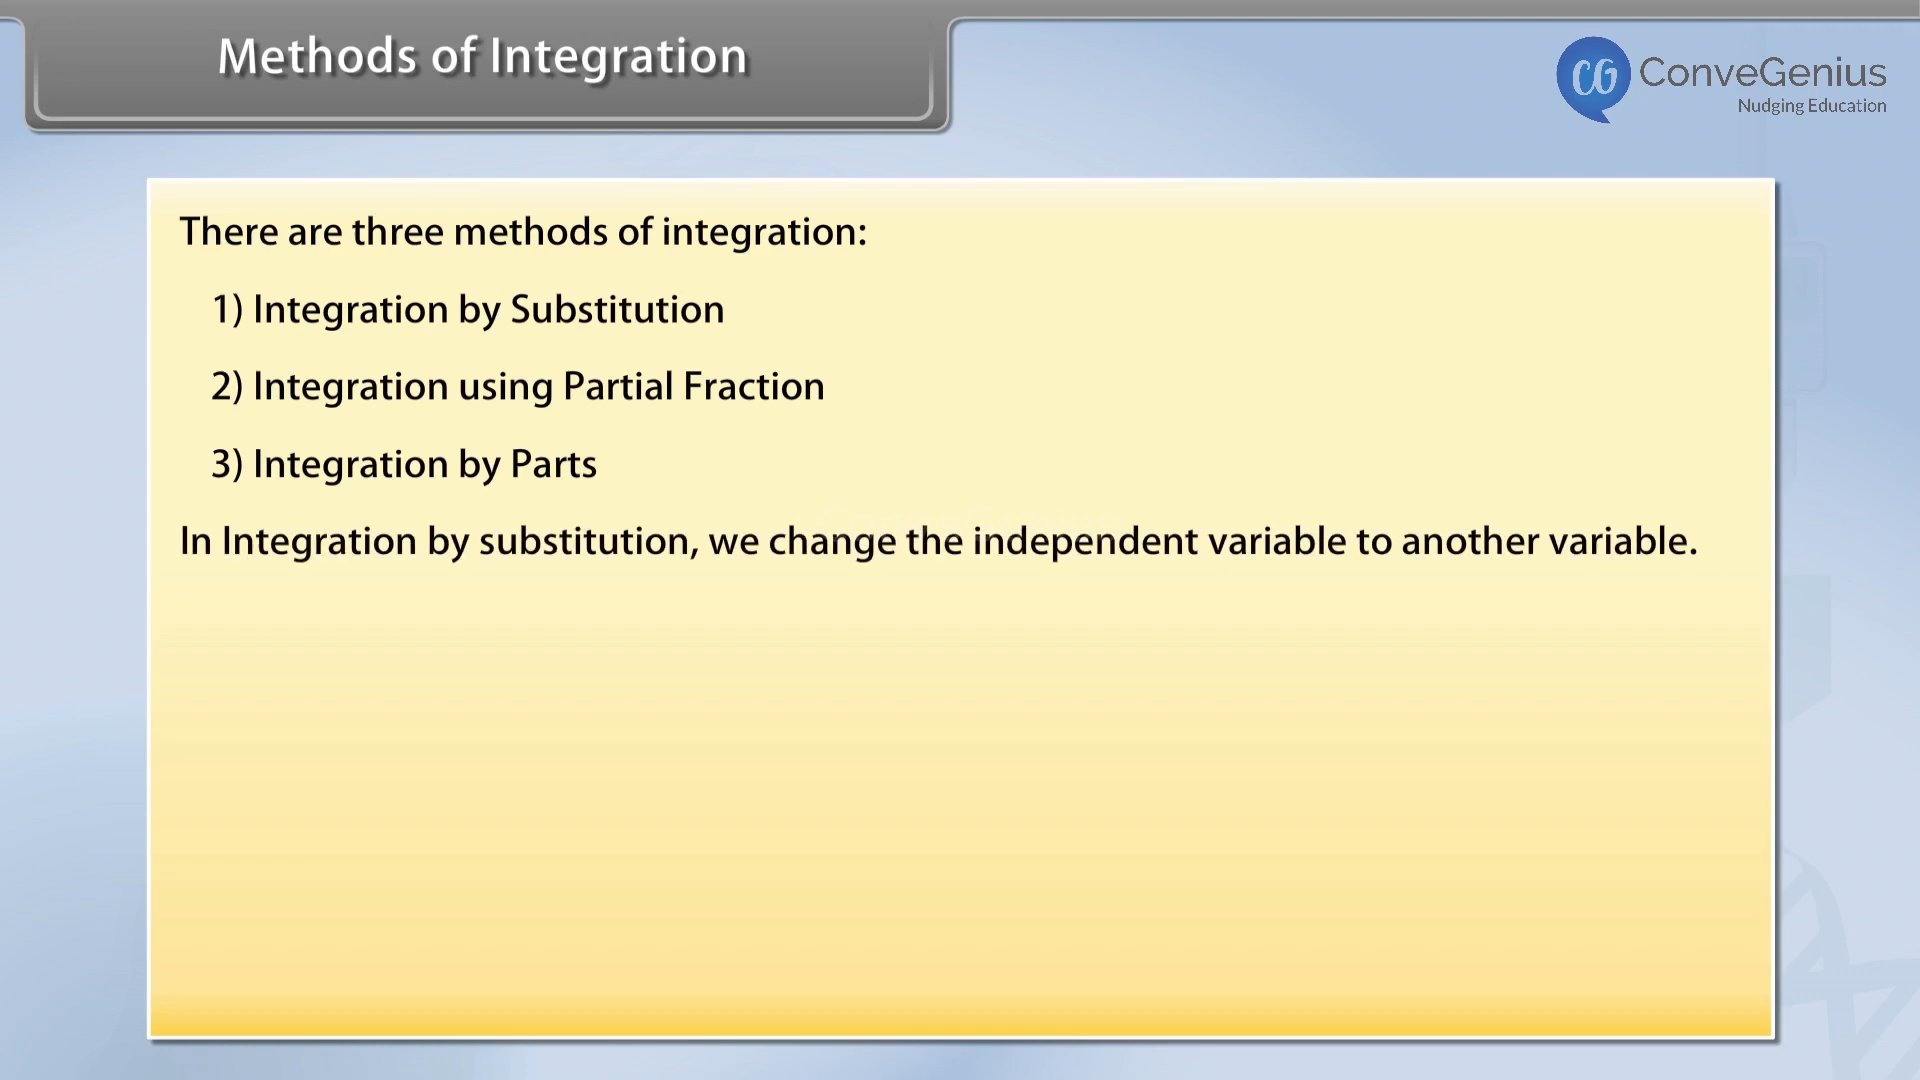 Methods of Integration
CG ConveGenius
Nudging Education
There are three methods of integration:
1) Integration by Substitution
2) Integration using Partial Fraction
3) Integration by Parts
In Integration by substitution, we change the independent variable to another variable.